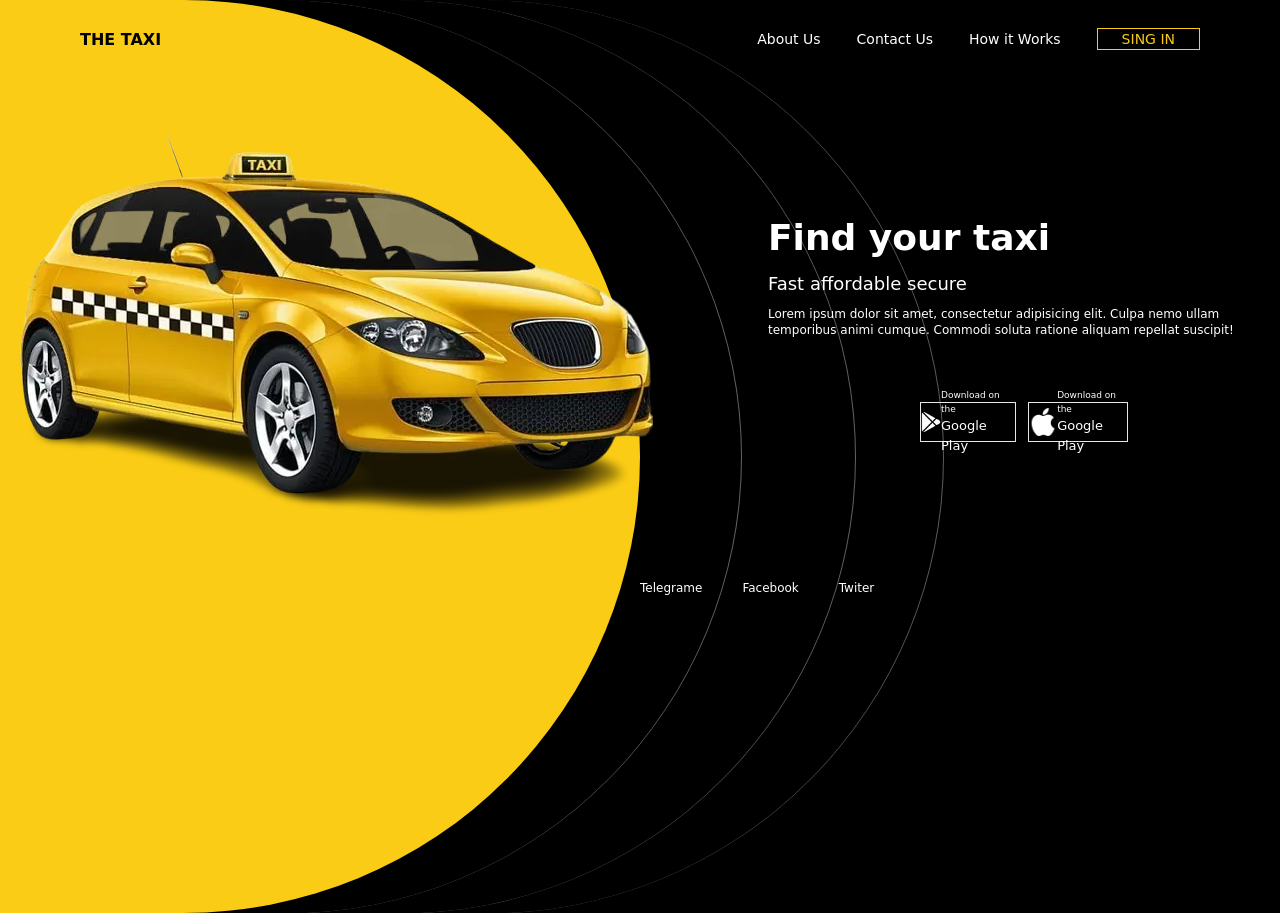 THE TAXI
About Us
Contact Us
How it Works
SING IN
TAXI
Find your taxi
Fast affordable secure
Lorem ipsum dolor sit amet, consectetur adipisicing elit. Culpa nemo ullam
temporibus animi cumque. Commodi soluta ratione aliquam repellat suscipit!
Download on
the
Google
Play
Download on
the
Google
Play
Telegrame
Facebook
Twiter